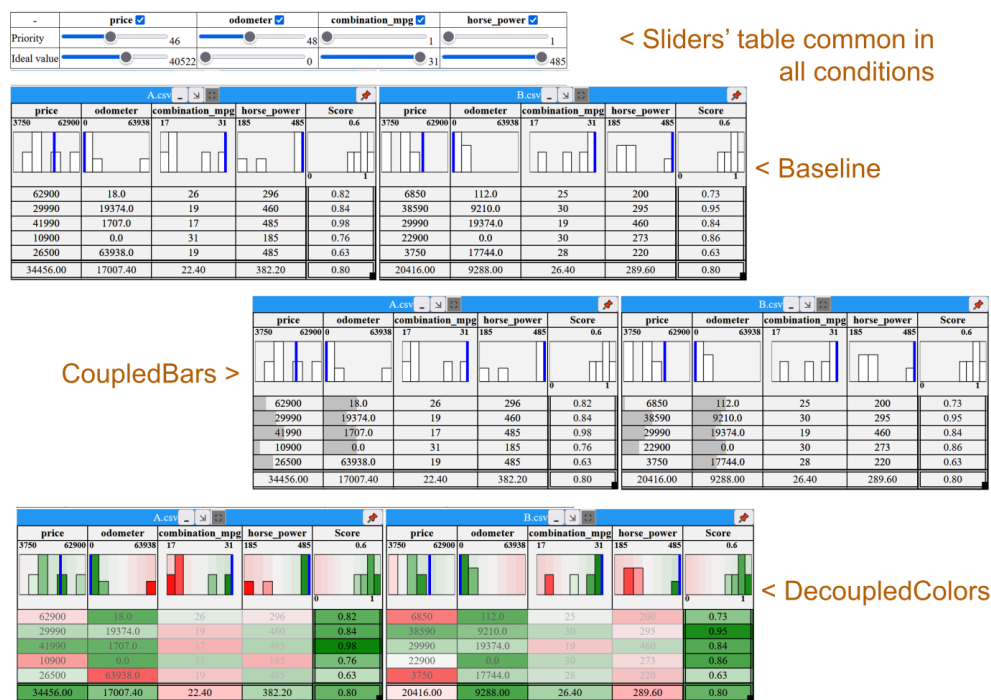 - price odometer combination_mpg horse_power
Priority 46 48 1 1
Ideal value 40522 0 31 485
< Sliders' table common in
all conditions
A.csv
price odometer combination_mpg horse_power Score
3750 62900 0 63938 17 31 185 485 0.6
0 1
62900 18.0 26 296 0.82
29990 19374.0 19 460 0.84
41990 1707.0 17 485 0.98
10900 0.0 31 185 0.76
26500 63938.0 19 485 0.63
34456.00 17007.40 22.40 382.20 0.80
B.csv
price odometer combination_mpg horse_power Score
3750 62900 0 63938 17 31 185 485 0.6
0 1
6850 112.0 25 200 0.73
38590 9210.0 30 295 0.95
29990 19374.0 19 460 0.84
22900 0.0 30 273 0.86
3750 17744.0 28 220 0.63
20416.00 9288.00 26.40 289.60 0.80
< Baseline
CoupledBars >
A.csv
price odometer combination_mpg horse_power Score
3750 62900 0 63938 17 31 185 485 0.6
0 1
62900 18.0 26 296 0.82
29990 19374.0 19 460 0.84
41990 1707.0 17 485 0.98
10900 0.0 31 185 0.76
26500 63938.0 19 485 0.63
34456.00 17007.40 22.40 382.20 0.80
B.csv
price odometer combination_mpg horse_power Score
3750 62900 0 63938 17 31 185 485 0.6
0 1
6850 112.0 25 200 0.73
38590 9210.0 30 295 0.95
29990 19374.0 19 460 0.84
22900 0.0 30 273 0.86
3750 17744.0 28 220 0.63
20416.00 9288.00 26.40 289.60 0.80
A.csv
price odometer combination_mpg horse_power Score
3750 62900 0 63938 17 31 185 485 0.6
0 1
62900 18.0 26 296 0.82
29990 19374.0 19 460 0.84
41990 1707.0 17 485 0.98
10900 0.0 31 185 0.76
26500 63938.0 19 485 0.63
34456.00 17007.40 22.40 382.20 0.80
B.csv
price odometer combination_mpg horse_power Score
3750 62900 0 63938 17 31 185 485 0.6
0 1
6850 112.0 25 200 0.73
38590 9210.0 30 295 0.95
29990 19374.0 19 460 0.84
22900 0.0 30 273 0.86
3750 17744.0 28 220 0.63
20416.00 9288.00 26.40 289.60 0.80
< DecoupledColors